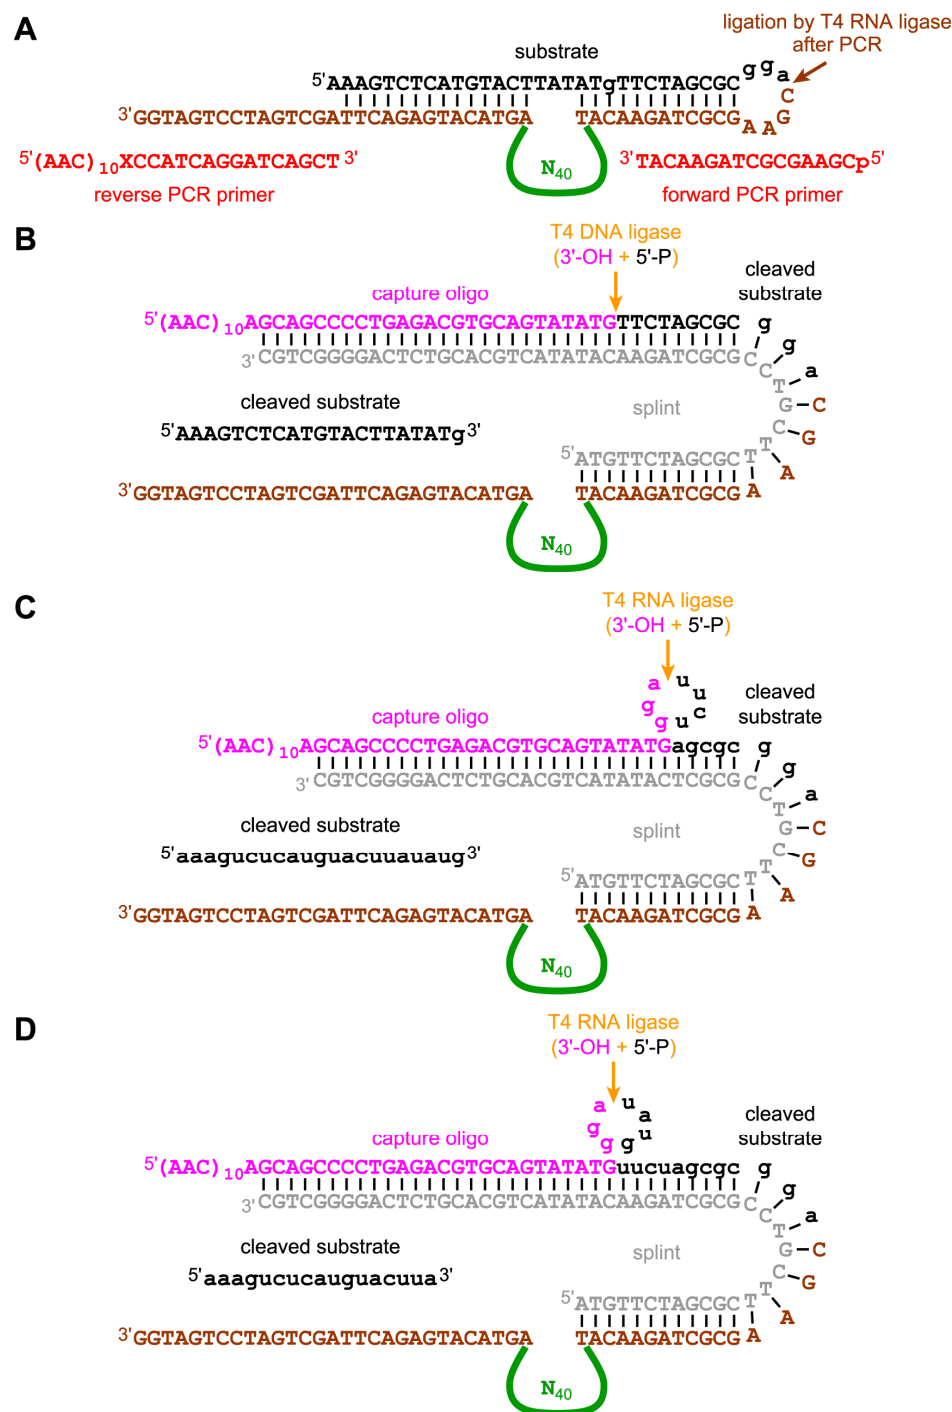 A
ligation by T4 RNA ligase
after PCR
substrate
5'AAAGTCTCATGTACTTATATgTTCTAGCGC
g g a
3'GGTAGTCCTAGTCGATTCAGAGTACATGA
TACAAGATCGCG
A A G C
N40
5'(AAC)10XCCATCAGGATCAGCT 3'
3'TACAAGATCGCGAAGCp5'
reverse PCR primer
forward PCR primer
B
T4 DNA ligase
(3'-OH + 5'-P)
capture oligo
cleaved
substrate
5'(AAC)10AGCAGCCCCTGAGACGTGCAGTATATGTTCTAGCGC
g g a C G A A
3'CGTCGGGGACTCTGCACGTCATATACAAGATCGCG
C C T G C T T
cleaved substrate
splint
5'AAAGTCTCATGTACTTATATg3'
5'ATGTTCTAGCGC
3'GGTAGTCCTAGTCGATTCAGAGTACATGA
TACAAGATCGCG
N40
C
T4 RNA ligase
(3'-OH + 5'-P)
g g a u u c u
capture oligo
cleaved
substrate
5'(AAC)10AGCAGCCCCTGAGACGTGCAGTATATGagcgc
g g a C G A A
3'CGTCGGGGACTCTGCACGTCATATACTCGCG
C C T G C T T
cleaved substrate
splint
5'aaagucucauguacuuauaug3'
5'ATGTTCTAGCGC
3'GGTAGTCCTAGTCGATTCAGAGTACATGA
TACAAGATCGCG
N40
D
T4 RNA ligase
(3'-OH + 5'-P)
g g a u a u g
capture oligo
cleaved
substrate
5'(AAC)10AGCAGCCCCTGAGACGTGCAGTATATGuucuagcgc
g g a C G A A
3'CGTCGGGGACTCTGCACGTCATATACAAGATCGCG
C C T G C T T
cleaved substrate
splint
5'aaagucucauguacuua3'
5'ATGTTCTAGCGC
3'GGTAGTCCTAGTCGATTCAGAGTACATGA
TACAAGATCGCG
N40